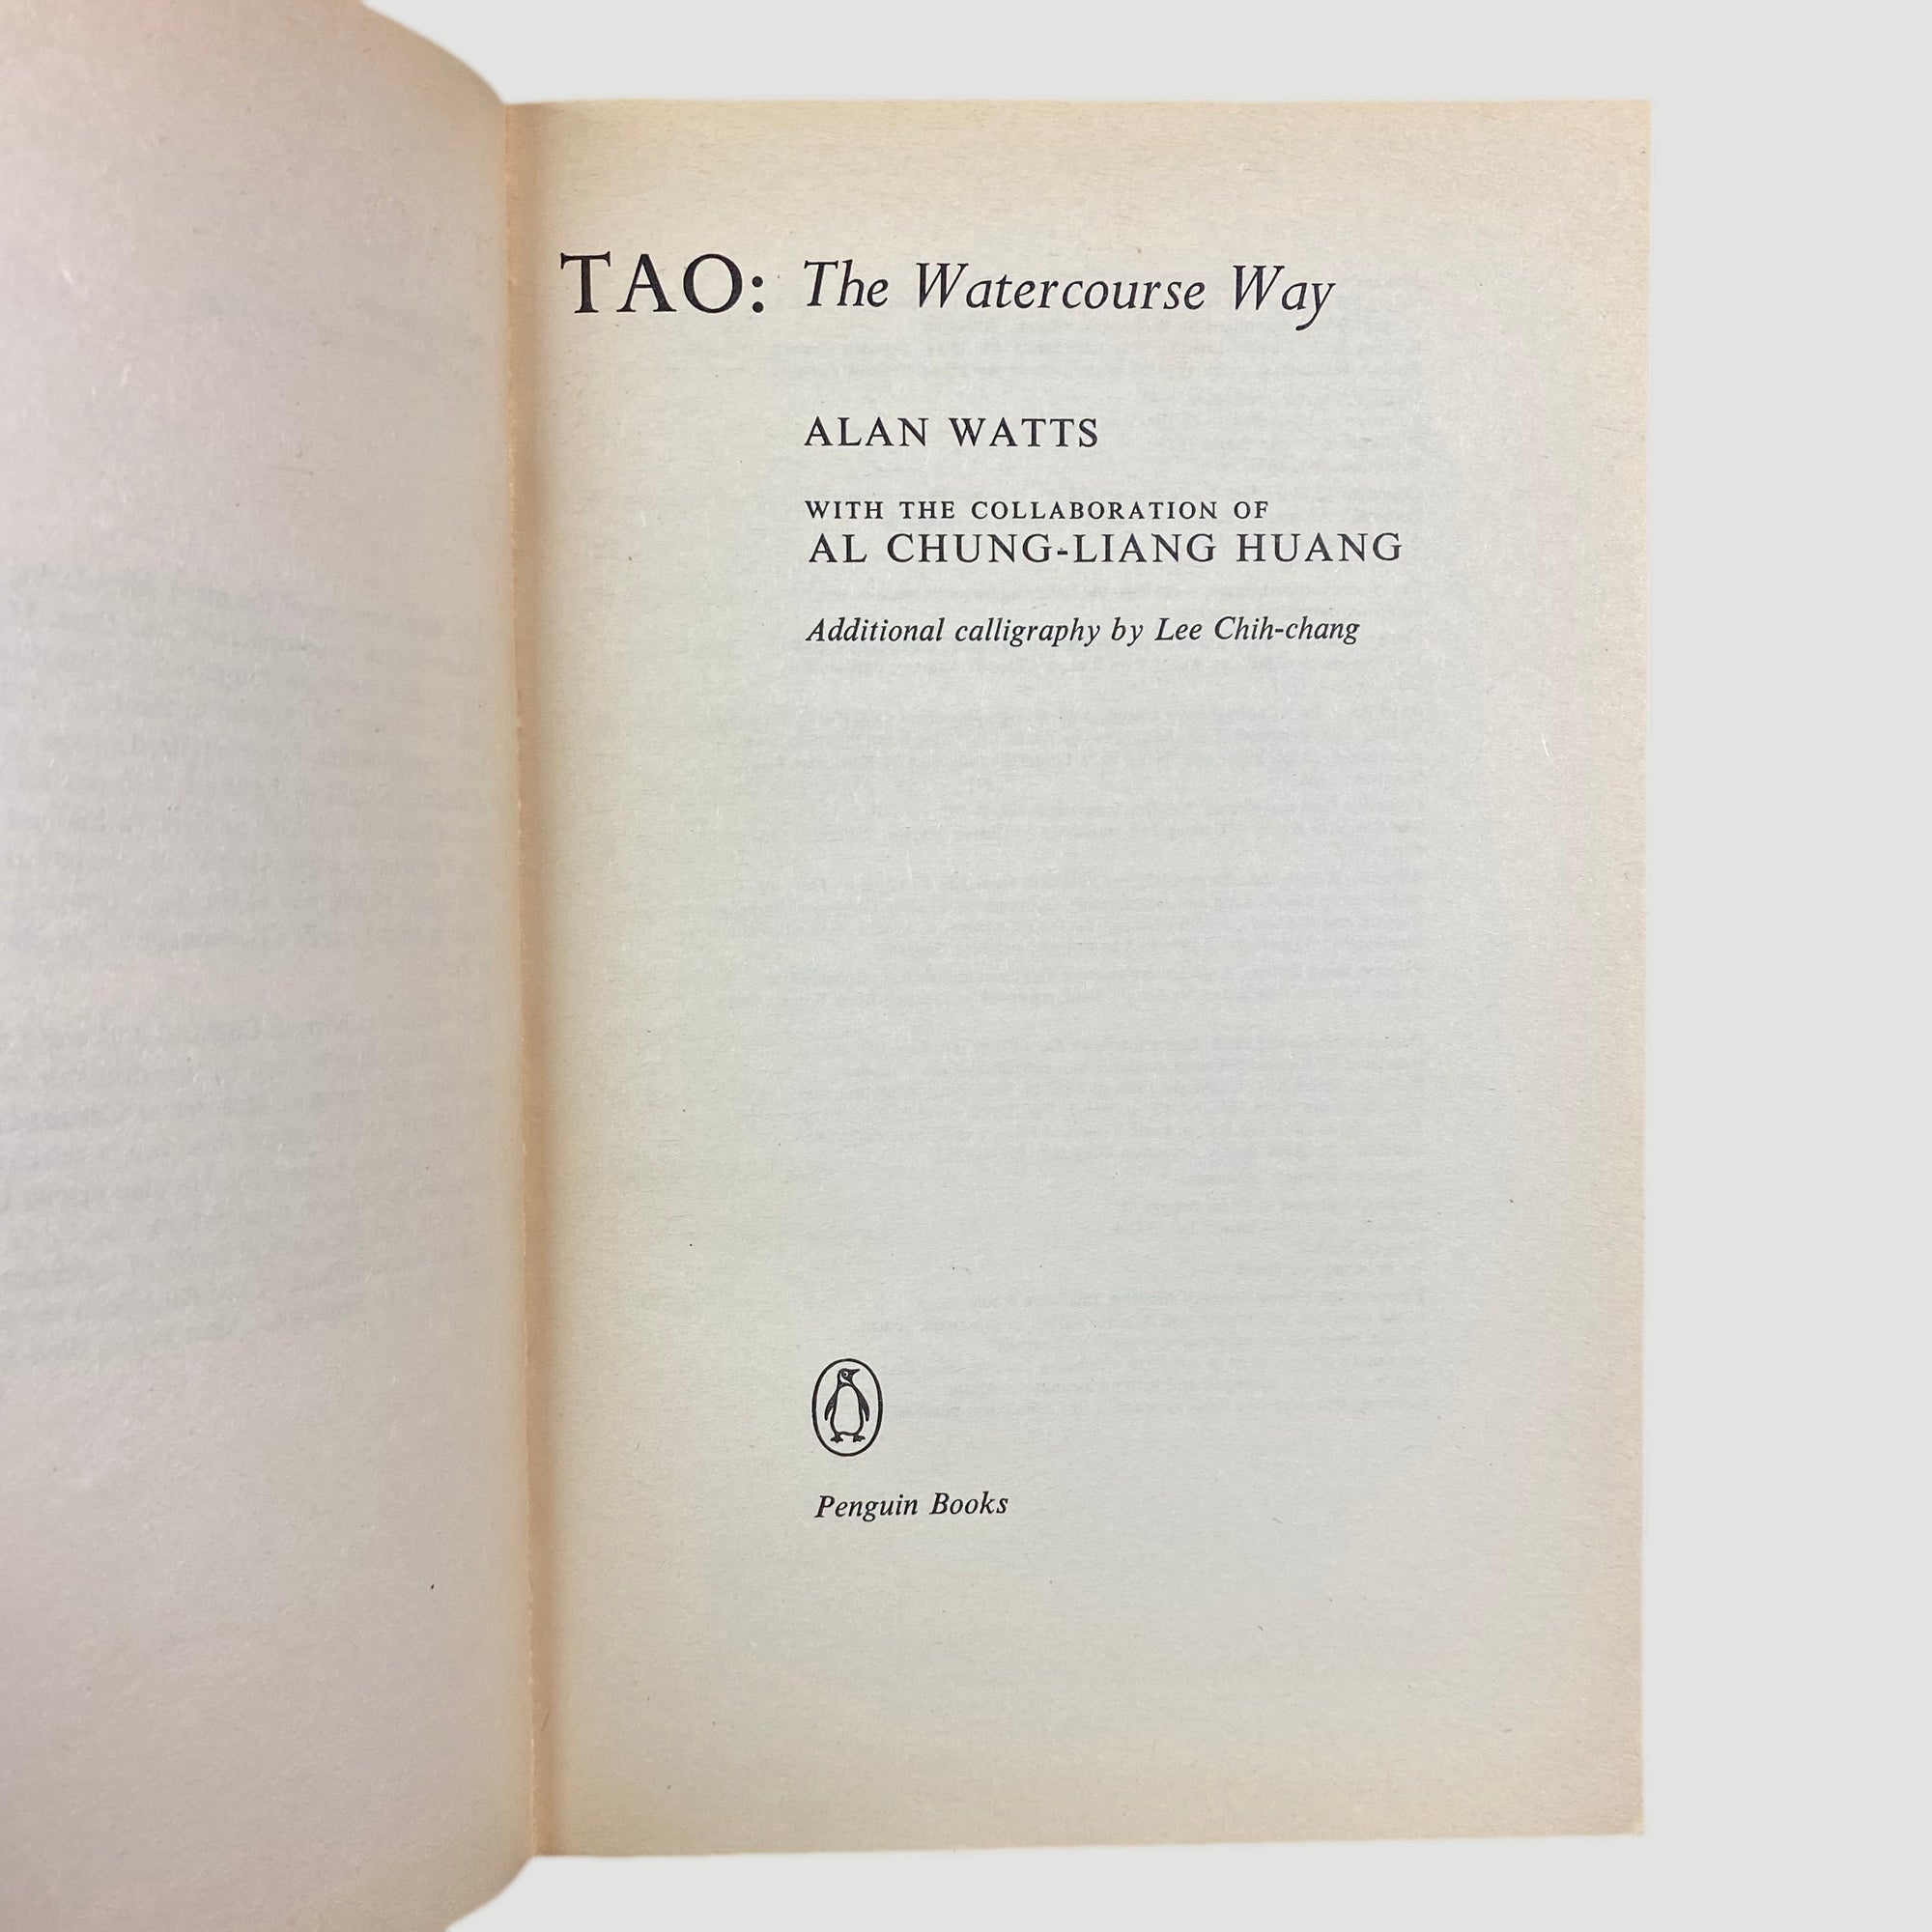 TAO: The Watercourse Way
ALAN WATTS
WITH THE COLLABORATION OF
AL CHUNG-LIANG HUANG
Additional calligraphy by Lee Chih-chang
Penguin Books